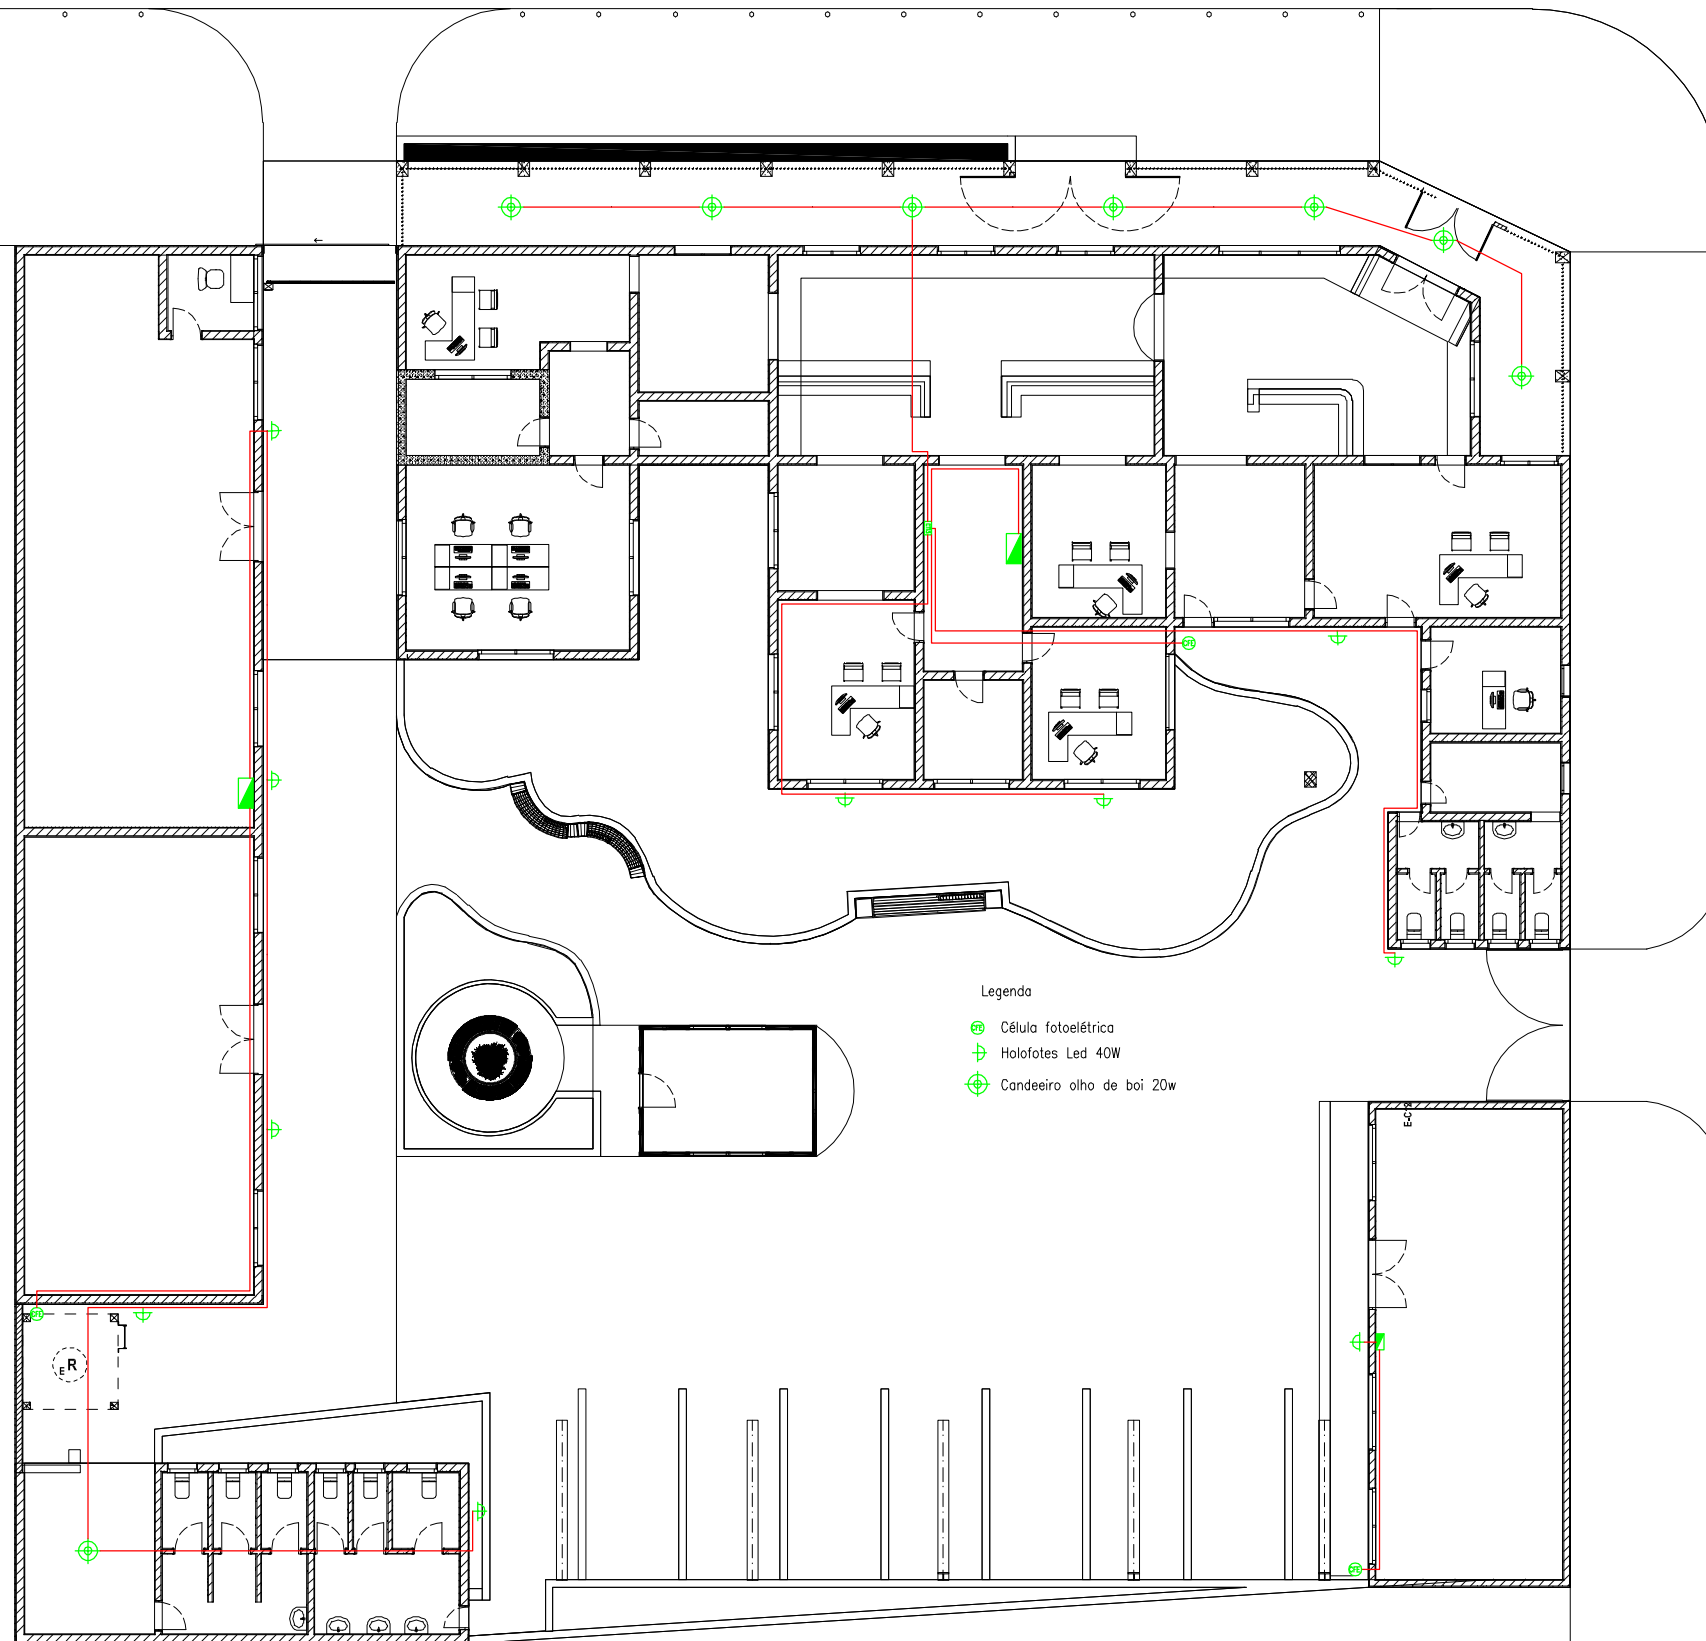 Legenda
Célula fotoelétrica
Holofotes Led 40W
Candeeiro olho de boi 20w
E R